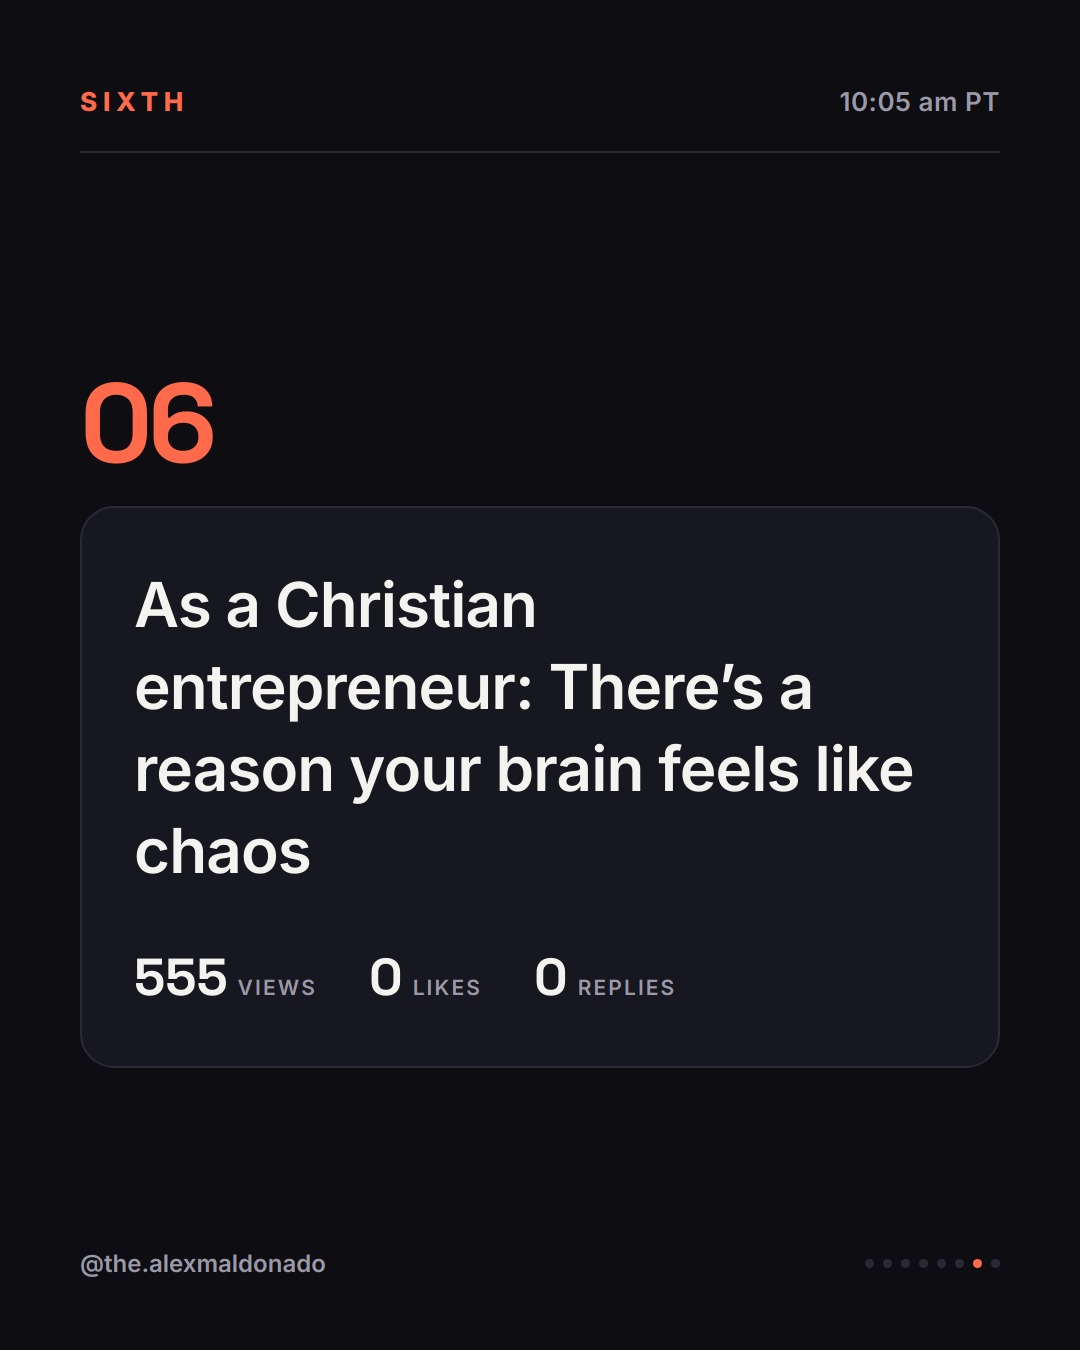 SIXTH
10:05 am PT
06
As a Christian
entrepreneur: There’s a
reason your brain feels like
chaos
555 VIEWS 0 LIKES 0 REPLIES
@the.alexmaldonado